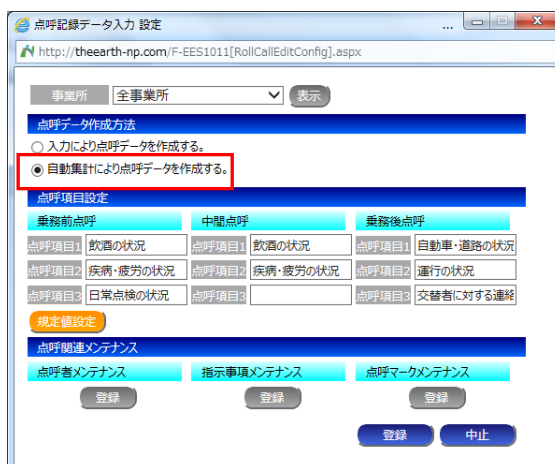 点呼記録データ入力 設定
http://theearth-np.com/F-EES1011[RollCallEditConfig].aspx
事業所 全事業所 表示
点呼データ作成方法
入力により点呼データを作成する。
自動集計により点呼データを作成する。
点呼項目設定
乗務前点呼 中間点呼 乗務後点呼
点呼項目1 飲酒の状況 点呼項目1 飲酒の状況 点呼項目1 自動車・道路の状況
点呼項目2 疾病・疲労の状況 点呼項目2 疾病・疲労の状況 点呼項目2 運行の状況
点呼項目3 日常点検の状況 点呼項目3 点呼項目3 交替者に対する連絡
規定値設定
点呼関連メンテナンス
点呼者メンテナンス 指示事項メンテナンス 点呼マークメンテナンス
登録 登録 登録
登録 中止